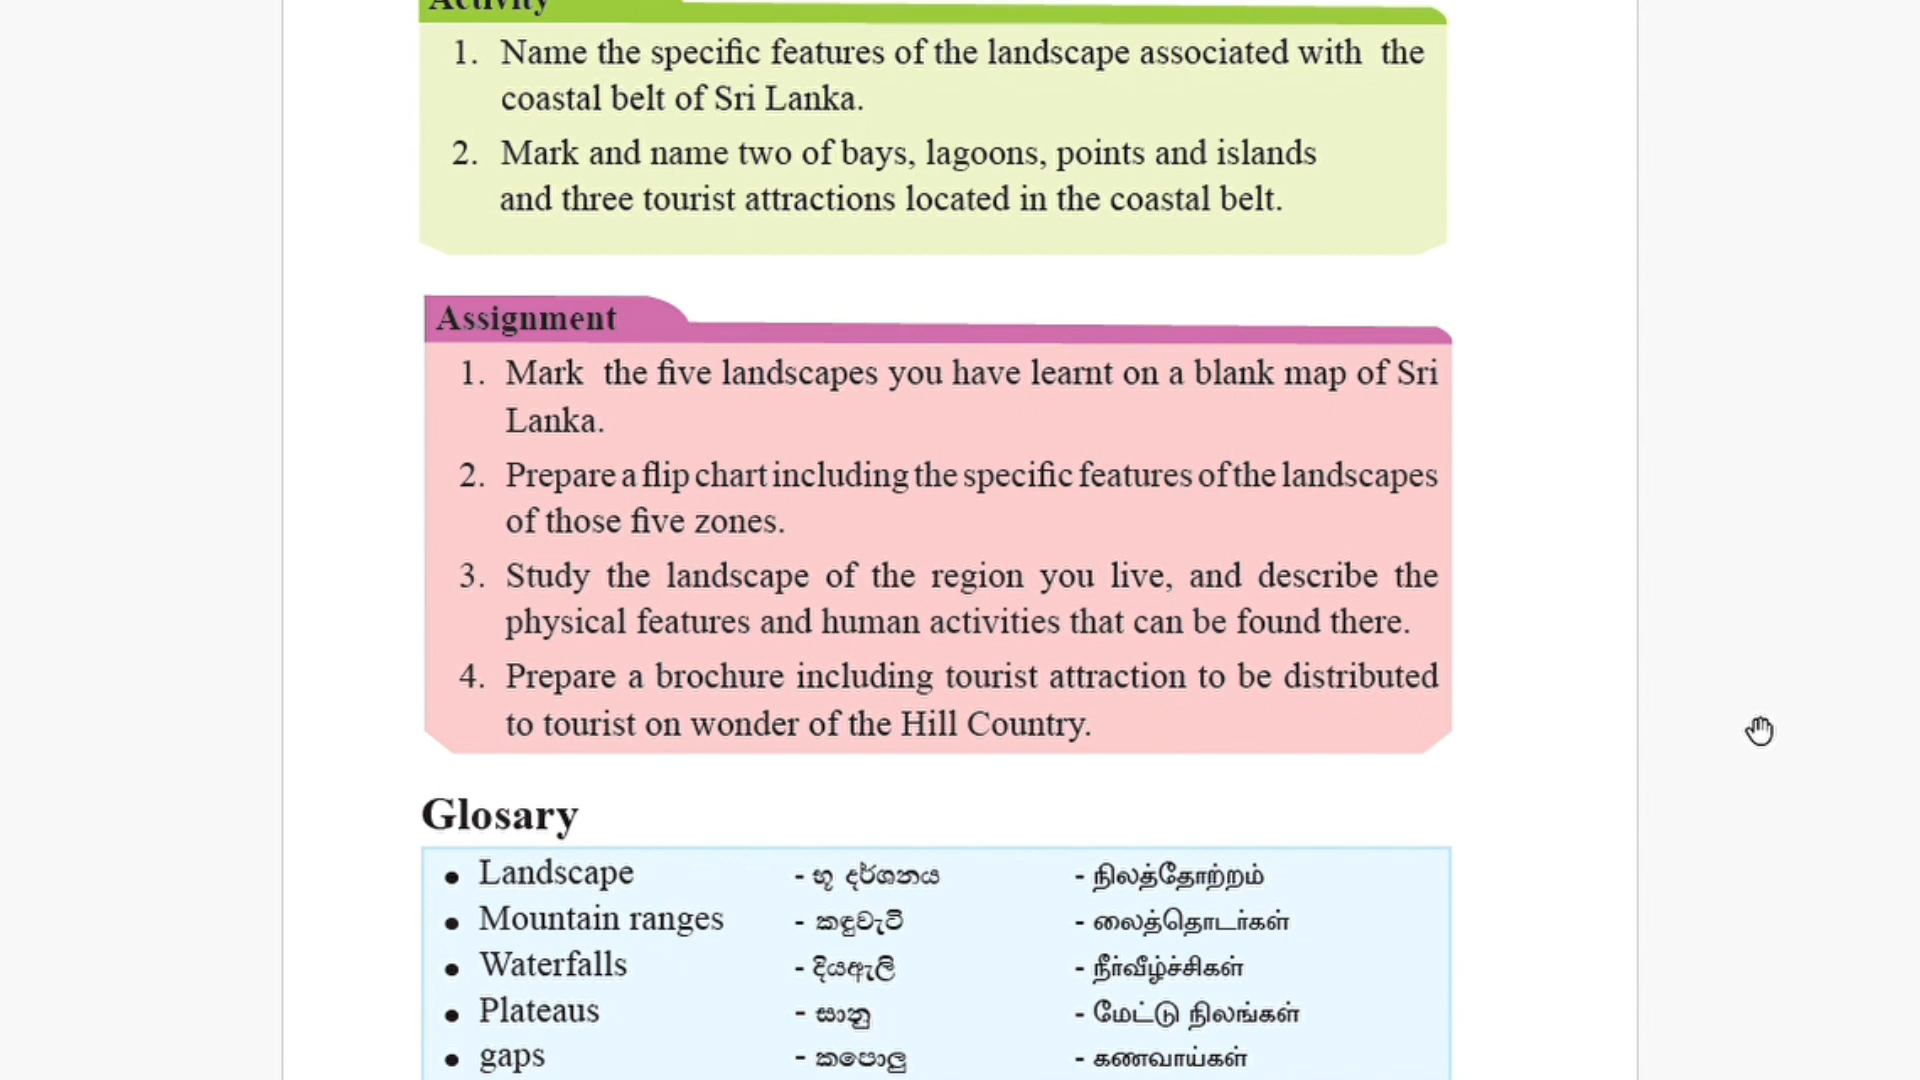 Activity
1. Name the specific features of the landscape associated with the
coastal belt of Sri Lanka.
2. Mark and name two of bays, lagoons, points and islands
and three tourist attractions located in the coastal belt.
Assignment
1. Mark the five landscapes you have learnt on a blank map of Sri
Lanka.
2. Prepare a flip chart including the specific features of the landscapes
of those five zones.
3. Study the landscape of the region you live, and describe the
physical features and human activities that can be found there.
4. Prepare a brochure including tourist attraction to be distributed
to tourist on wonder of the Hill Country.
Glosary
• Landscape - භූ දර්ශනය - நிலத்தோற்றம்
• Mountain ranges - කඳුවැටි - லைத்தொடர்கள்
• Waterfalls - දියඇලි - நீர்வீழ்ச்சிகள்
• Plateaus - සානු - மேட்டு நிலங்கள்
• gaps - කපොලු - கணவாய்கள்